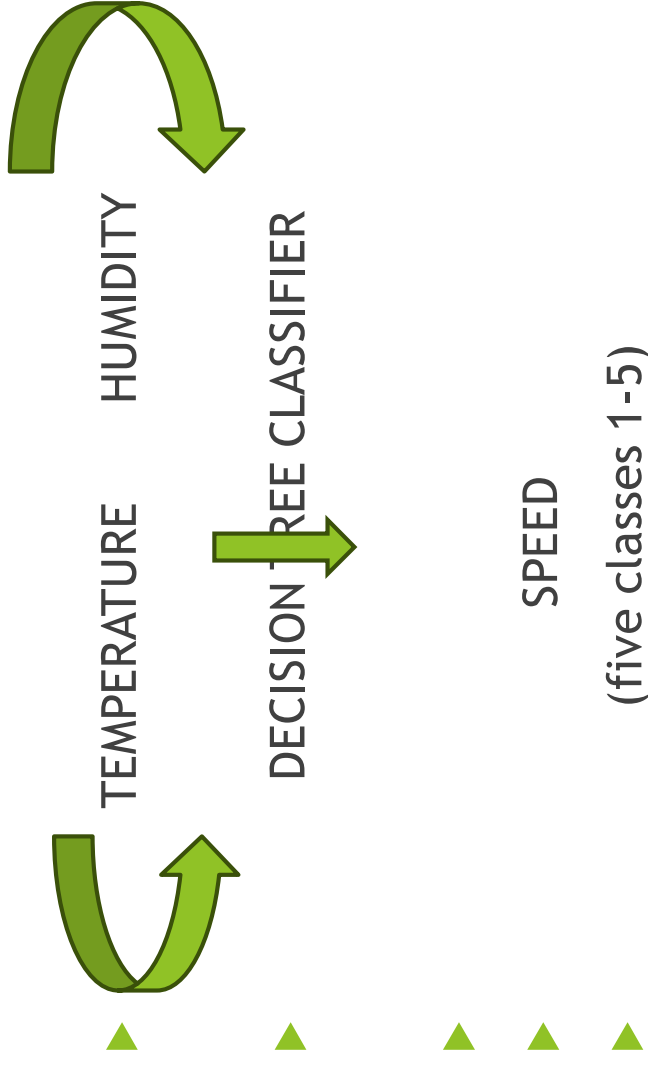 TEMPERATURE HUMIDITY
DECISION TREE CLASSIFIER
SPEED
(five classes 1-5)